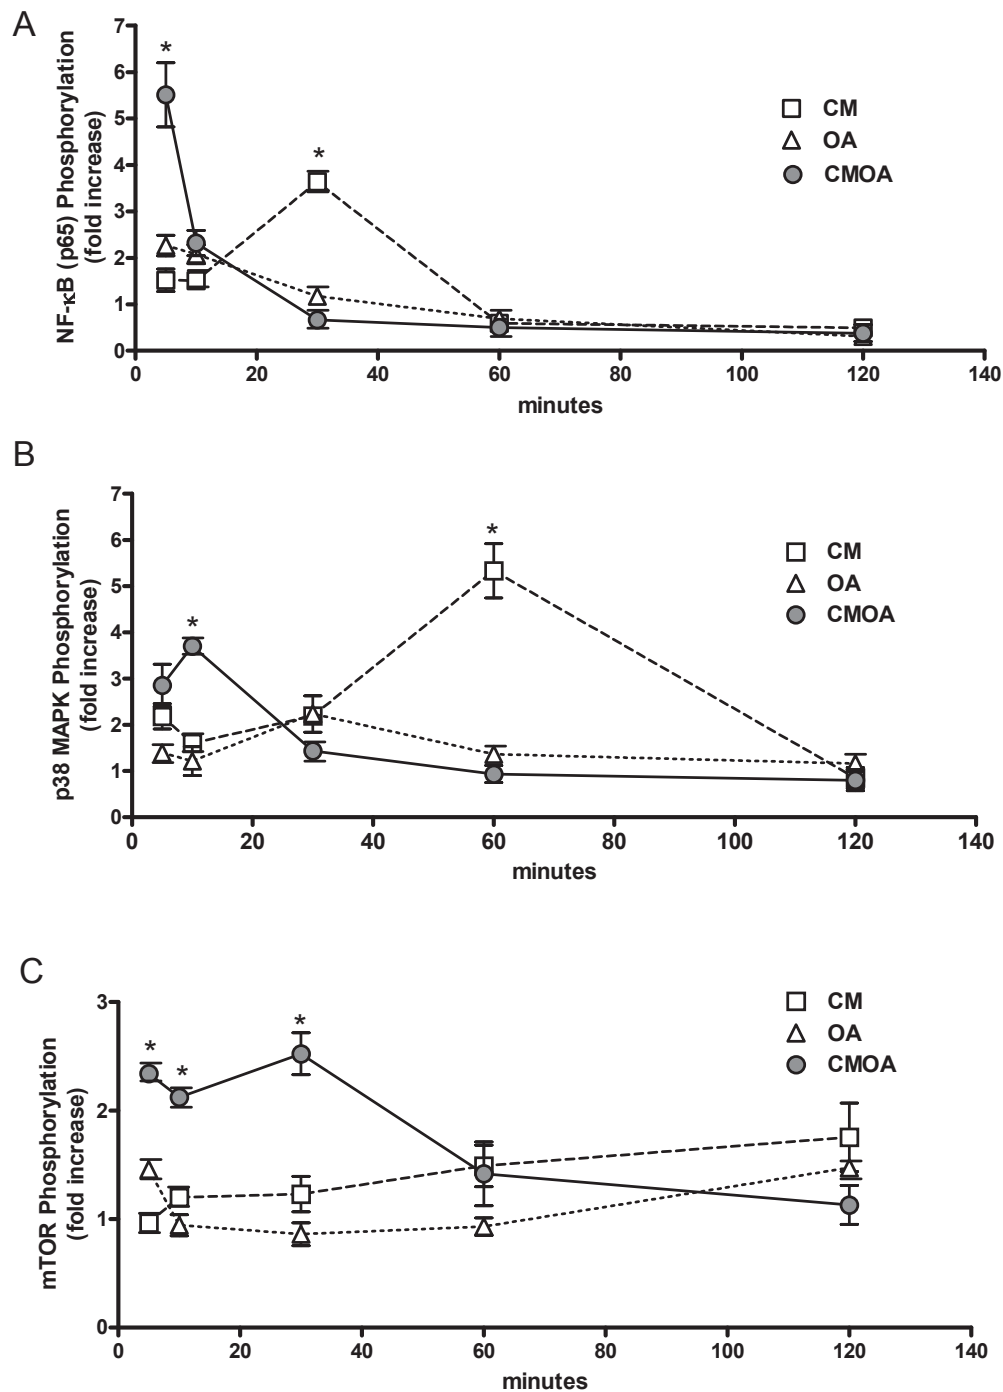 A
NF-κB (p65) Phosphorylation
(fold increase)
7
6
5
4
3
2
1
0
*
*
CM
OA
CMOA
0 20 40 60 80 100 120 140
minutes
B
p38 MAPK Phosphorylation
(fold increase)
7
6
5
4
3
2
1
0
*
*
CM
OA
CMOA
0 20 40 60 80 100 120 140
minutes
C
mTOR Phosphorylation
(fold increase)
3
2
1
0
*
*
*
CM
OA
CMOA
0 20 40 60 80 100 120 140
minutes